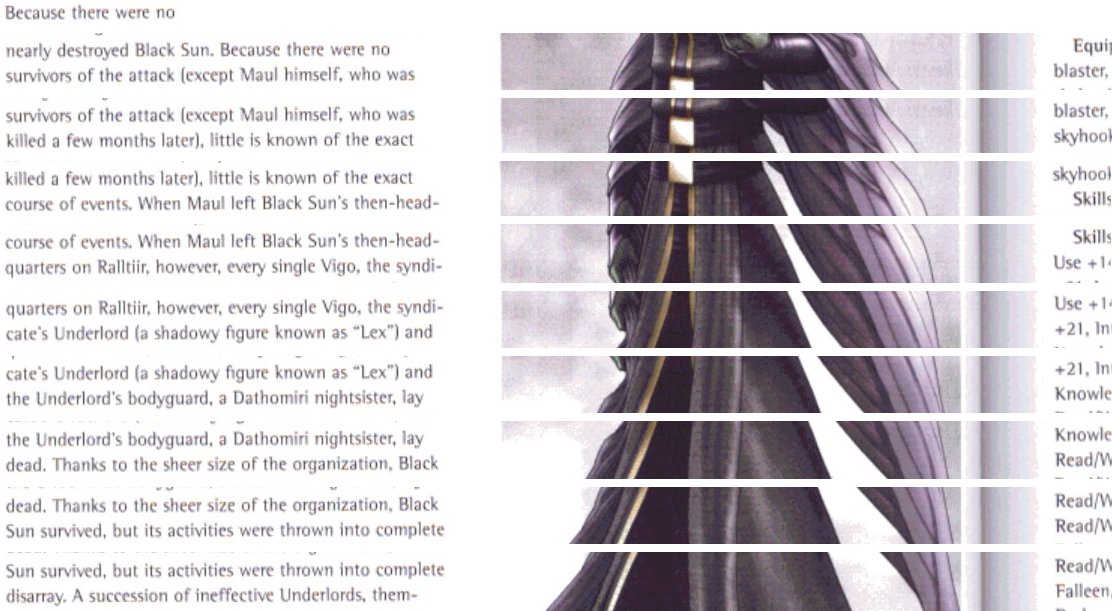 Because there were no
nearly destroyed Black Sun. Because there were no
survivors of the attack (except Maul himself, who was
survivors of the attack (except Maul himself, who was
killed a few months later), little is known of the exact
killed a few months later), little is known of the exact
course of events. When Maul left Black Sun's then-head-
course of events. When Maul left Black Sun's then-head-
quarters on Ralltiir, however, every single Vigo, the syndi-
quarters on Ralltiir, however, every single Vigo, the syndi-
cate's Underlord (a shadowy figure known as “Lex”) and
cate's Underlord (a shadowy figure known as “Lex”) and
the Underlord's bodyguard, a Dathomiri nightsister, lay
the Underlord's bodyguard, a Dathomiri nightsister, lay
dead. Thanks to the sheer size of the organization, Black
dead. Thanks to the sheer size of the organization, Black
Sun survived, but its activities were thrown into complete
Sun survived, but its activities were thrown into complete
disarray. A succession of ineffective Underlords, them-
Equip
blaster,
blaster,
skyhook
skyhook
Skills
Skills
Use +14
Use +14
+21, Int
+21, Int
Knowle
Knowle
Read/W
Read/W
Read/W
Read/W
Falleen,